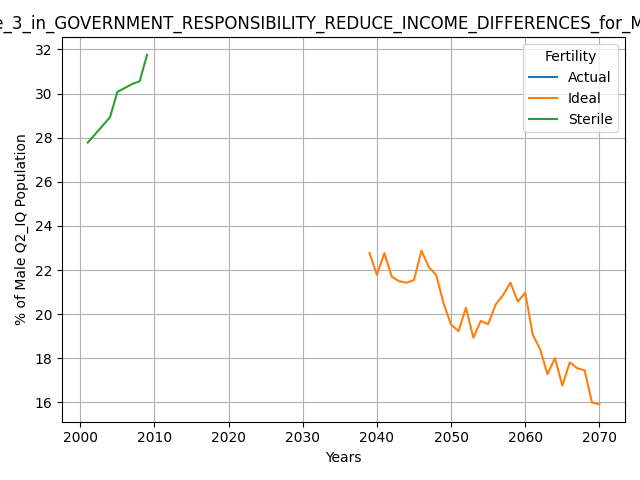 e_3_in_GOVERNMENT_RESPONSIBILITY_REDUCE_INCOME_DIFFERENCES_for_M
32
30
28
26
24
22
20
18
16
% of Male Q2_IQ Population
Fertility
Actual
Ideal
Sterile
2000 2010 2020 2030 2040 2050 2060 2070
Years